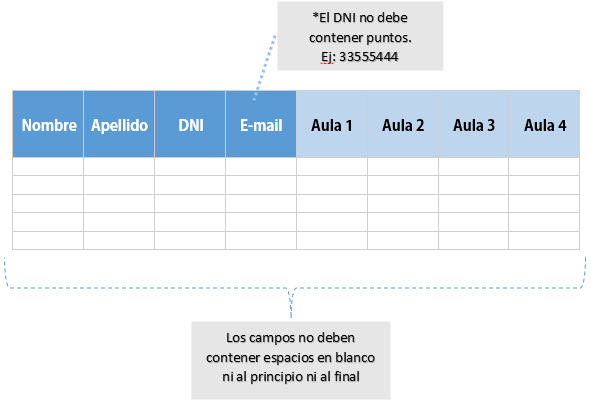 *El DNI no debe
contener puntos.
Ej: 33555444
Nombre Apellido DNI E-mail Aula 1 Aula 2 Aula 3 Aula 4
Los campos no deben
contener espacios en blanco
ni al principio ni al final